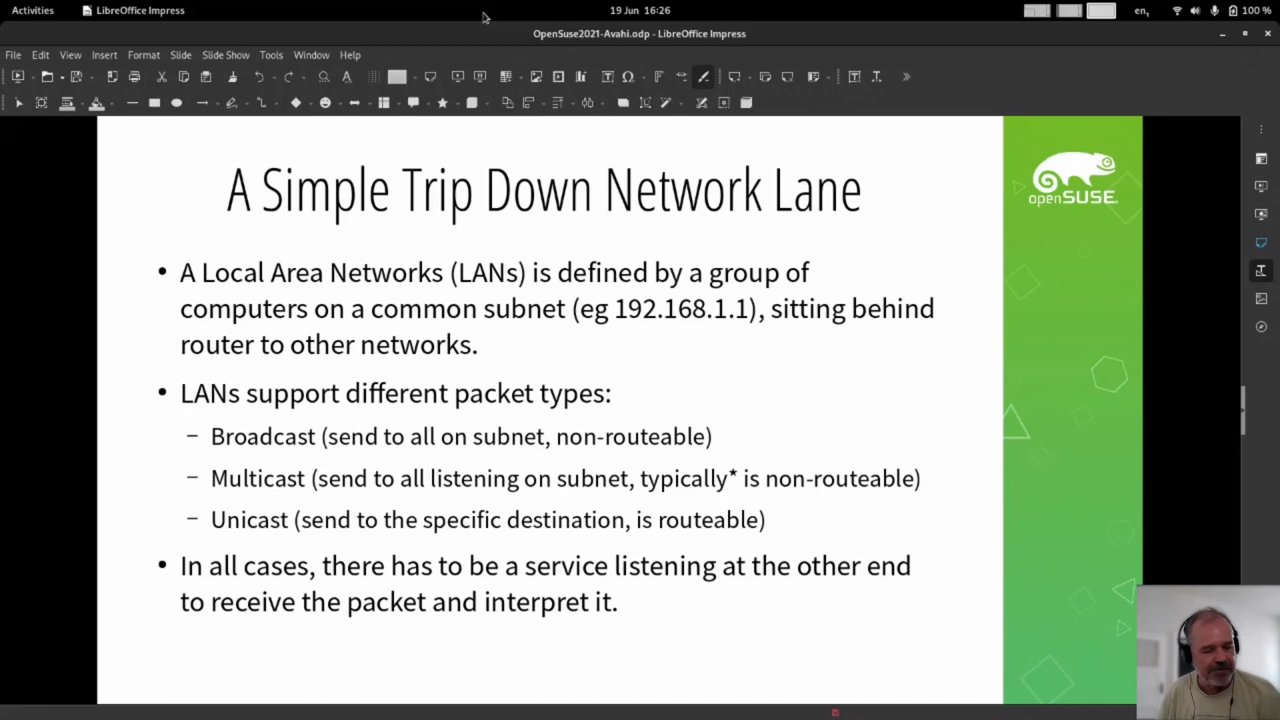 Activities
LibreOffice Impress
19 Jun 16:26
en,
100 %
OpenSuse2021-Avahi.odp - LibreOffice Impress
File Edit View Insert Format Slide Slide Show Tools Window Help
A Simple Trip Down Network Lane
openSUSE
• A Local Area Networks (LANs) is defined by a group of
computers on a common subnet (eg 192.168.1.1), sitting behind
router to other networks.
• LANs support different packet types:
– Broadcast (send to all on subnet, non-routeable)
– Multicast (send to all listening on subnet, typically* is non-routeable)
– Unicast (send to the specific destination, is routeable)
• In all cases, there has to be a service listening at the other end
to receive the packet and interpret it.